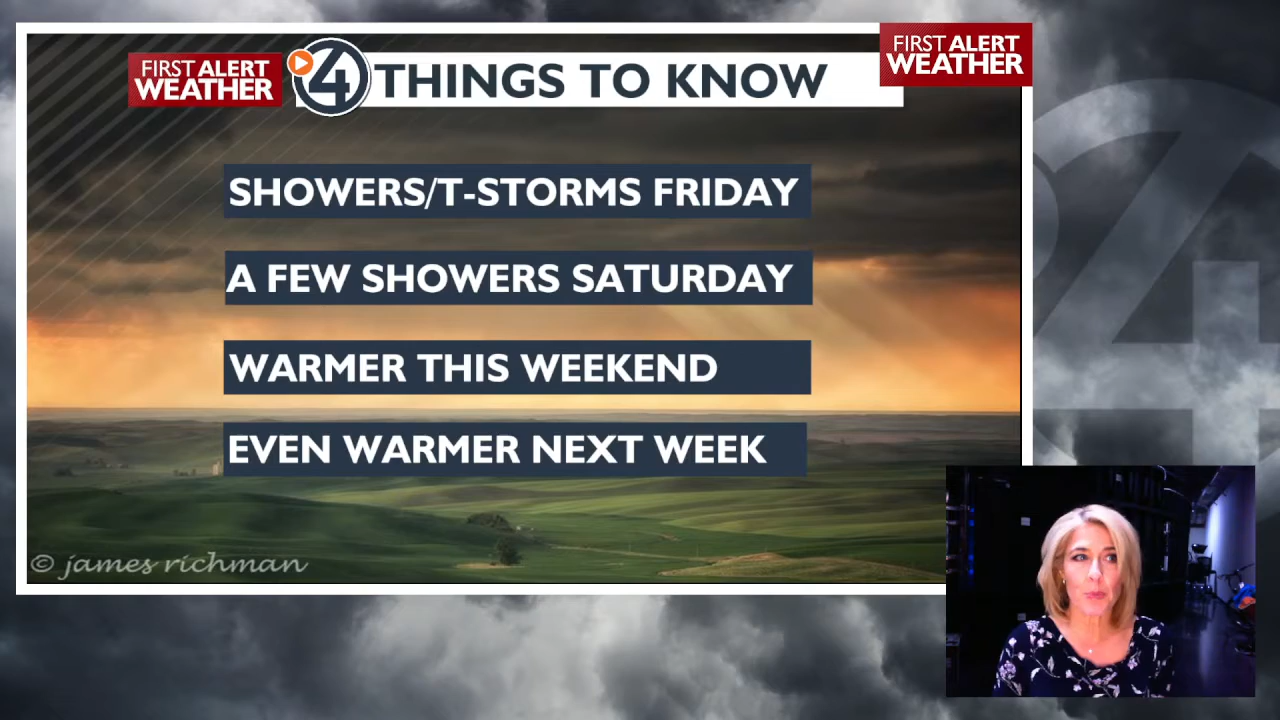 FIRST ALERT
WEATHER
4 THINGS TO KNOW
FIRST ALERT
WEATHER
SHOWERS/T-STORMS FRIDAY
A FEW SHOWERS SATURDAY
WARMER THIS WEEKEND
EVEN WARMER NEXT WEEK
© james richman
4